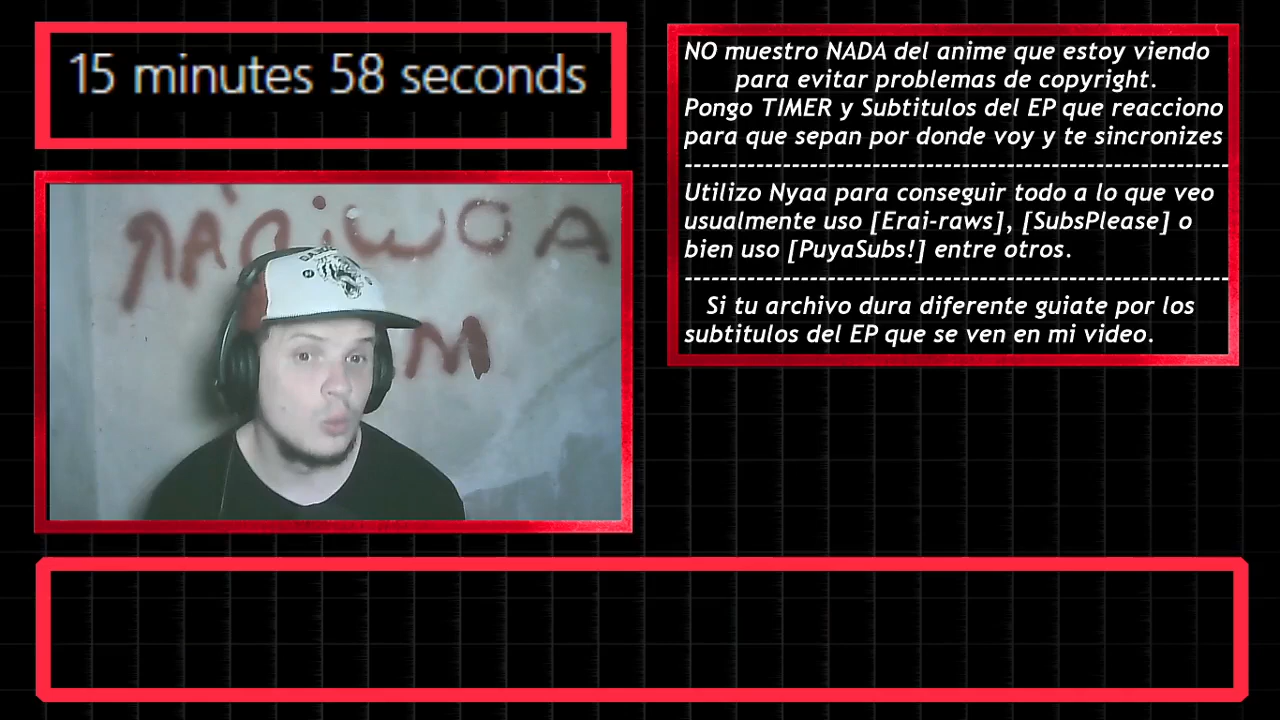 15 minutes 58 seconds
NO muestro NADA del anime que estoy viendo
para evitar problemas de copyright.
Pongo TIMER y Subtitulos del EP que reacciono
para que sepan por donde voy y te sincronizes
Utilizo Nyaa para conseguir todo a lo que veo
usualmente uso [Erai-raws], [SubsPlease] o
bien uso [PuyaSubs!] entre otros.
Si tu archivo dura diferente guiate por los
subtitulos del EP que se ven en mi video.